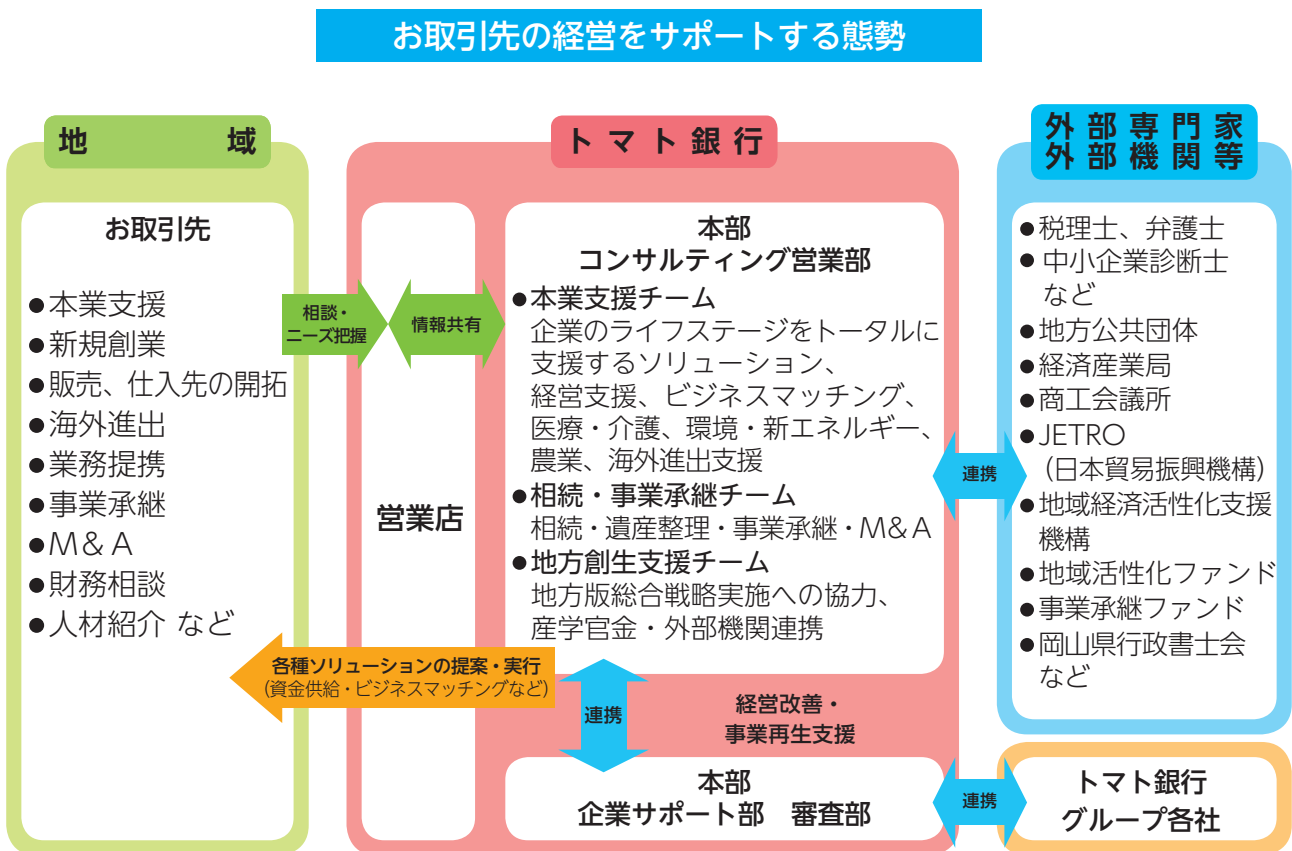 お取引先の経営をサポートする態勢
地域
お取引先
●本業支援
●新規創業
●販売、仕入先の開拓
●海外進出
●業務提携
●事業承継
●M&A
●財務相談
●人材紹介 など
相談・
ニーズ把握
情報共有
各種ソリューションの提案・実行
(資金供給・ビジネスマッチングなど)
トマト銀行
営業店
本部
コンサルティング営業部
●本業支援チーム
企業のライフステージをトータルに
支援するソリューション、
経営支援、ビジネスマッチング、
医療・介護、環境・新エネルギー、
農業、海外進出支援
●相続・事業承継チーム
相続・遺産整理・事業承継・M&A
●地方創生支援チーム
地方版総合戦略実施への協力、
産学官金・外部機関連携
連携
経営改善・
事業再生支援
本部
企業サポート部 審査部
連携
連携
外部専門家
外部機関等
●税理士、弁護士
●中小企業診断士
など
●地方公共団体
●経済産業局
●商工会議所
●JETRO
(日本貿易振興機構)
●地域経済活性化支援
機構
●地域活性化ファンド
●事業承継ファンド
●岡山県行政書士会
など
トマト銀行
グループ各社